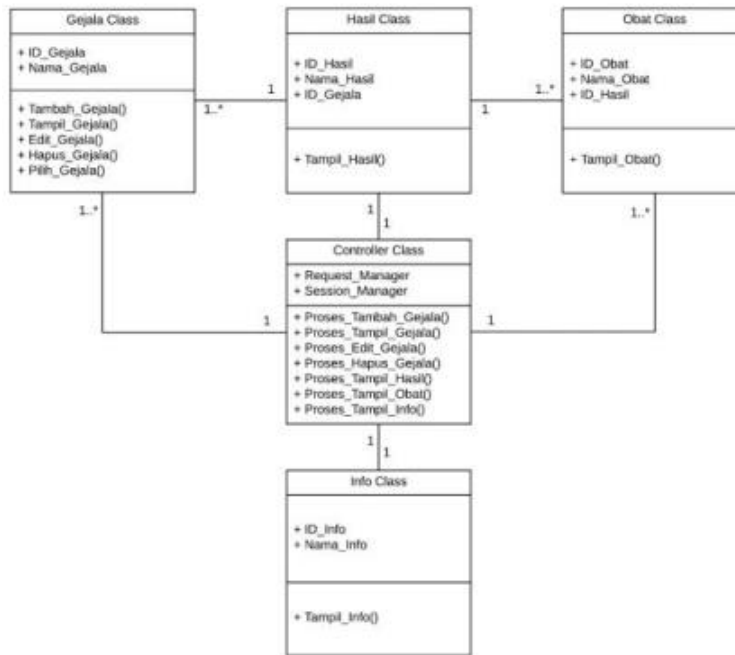 Gejala Class
+ ID_Gejala
+ Nama_Gejala
+ Tambah_Gejala()
+ Tampil_Gejala()
+ Edit_Gejala()
+ Hapus_Gejala()
+ Pilih_Gejala()
1..*
1
Hasil Class
+ ID_Hasil
+ Nama_Hasil
+ ID_Gejala
+ Tampil_Hasil()
1
1..*
Obat Class
+ ID_Obat
+ Nama_Obat
+ ID_Hasil
+ Tampil_Obat()
1..*
1
1
1..*
Controller Class
+ Request_Manager
+ Session_Manager
+ Proses_Tambah_Gejala()
+ Proses_Tampil_Gejala()
+ Proses_Edit_Gejala()
+ Proses_Hapus_Gejala()
+ Proses_Tampil_Hasil()
+ Proses_Tampil_Obat()
+ Proses_Tampil_Info()
1
1
1
1
Info Class
+ ID_Info
+ Nama_Info
+ Tampil_Info()